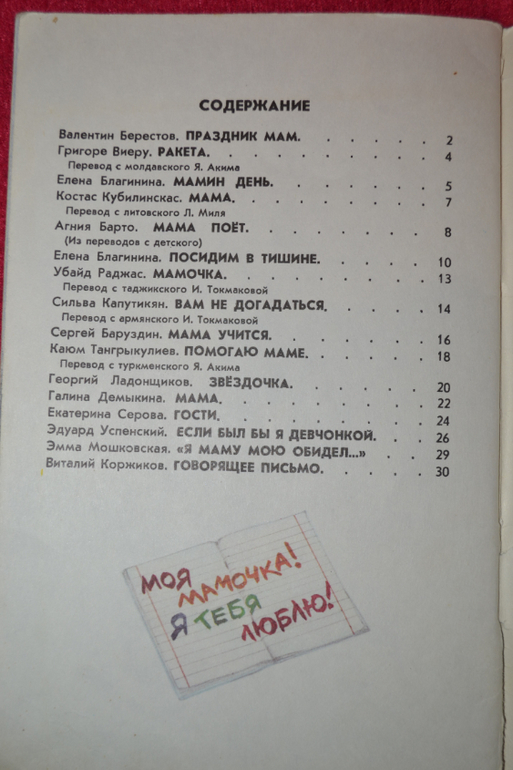 СОДЕРЖАНИЕ
Валентин Берестов. ПРАЗДНИК МАМ. . . . . . 2
Григоре Виеру. РАКЕТА. . . . . . . . . 4
Перевод с молдавского Я. Акима
Елена Благинина. МАМИН ДЕНЬ. . . . . . . 5
Костас Кубилинскас. МАМА. . . . . . . . 7
Перевод с литовского Л. Миля
Агния Барто. МАМА ПОЁТ. . . . . . . . 8
(Из переводов с детского)
Елена Благинина. ПОСИДИМ В ТИШИНЕ. . . . . 10
Убайд Раджас. МАМОЧКА. . . . . . . . 13
Перевод с таджикского И. Токмаковой
Сильва Капутикян. ВАМ НЕ ДОГАДАТЬСЯ. . . . . 14
Перевод с армянского И. Токмаковой
Сергей Баруздин. МАМА УЧИТСЯ. . . . . . 16
Каюм Тангрыкулиев. ПОМОГАЮ МАМЕ. . . . . . 18
Перевод с туркменского Я. Акима
Георгий Ладонщиков. ЗВЁЗДОЧКА. . . . . . 20
Галина Демыкина. МАМА. . . . . . . . 22
Екатерина Серова. ГОСТИ. . . . . . . . 24
Эдуард Успенский. ЕСЛИ БЫЛ БЫ Я ДЕВЧОНКОЙ. . . 26
Эмма Мошковская. «Я МАМУ МОЮ ОБИДЕЛ...» . . . 29
Виталий Коржиков. ГОВОРЯЩЕЕ ПИСЬМО. . . . . 30
МОЯ
МАМОЧКА!
Я ТЕБЯ
ЛЮБЛЮ!